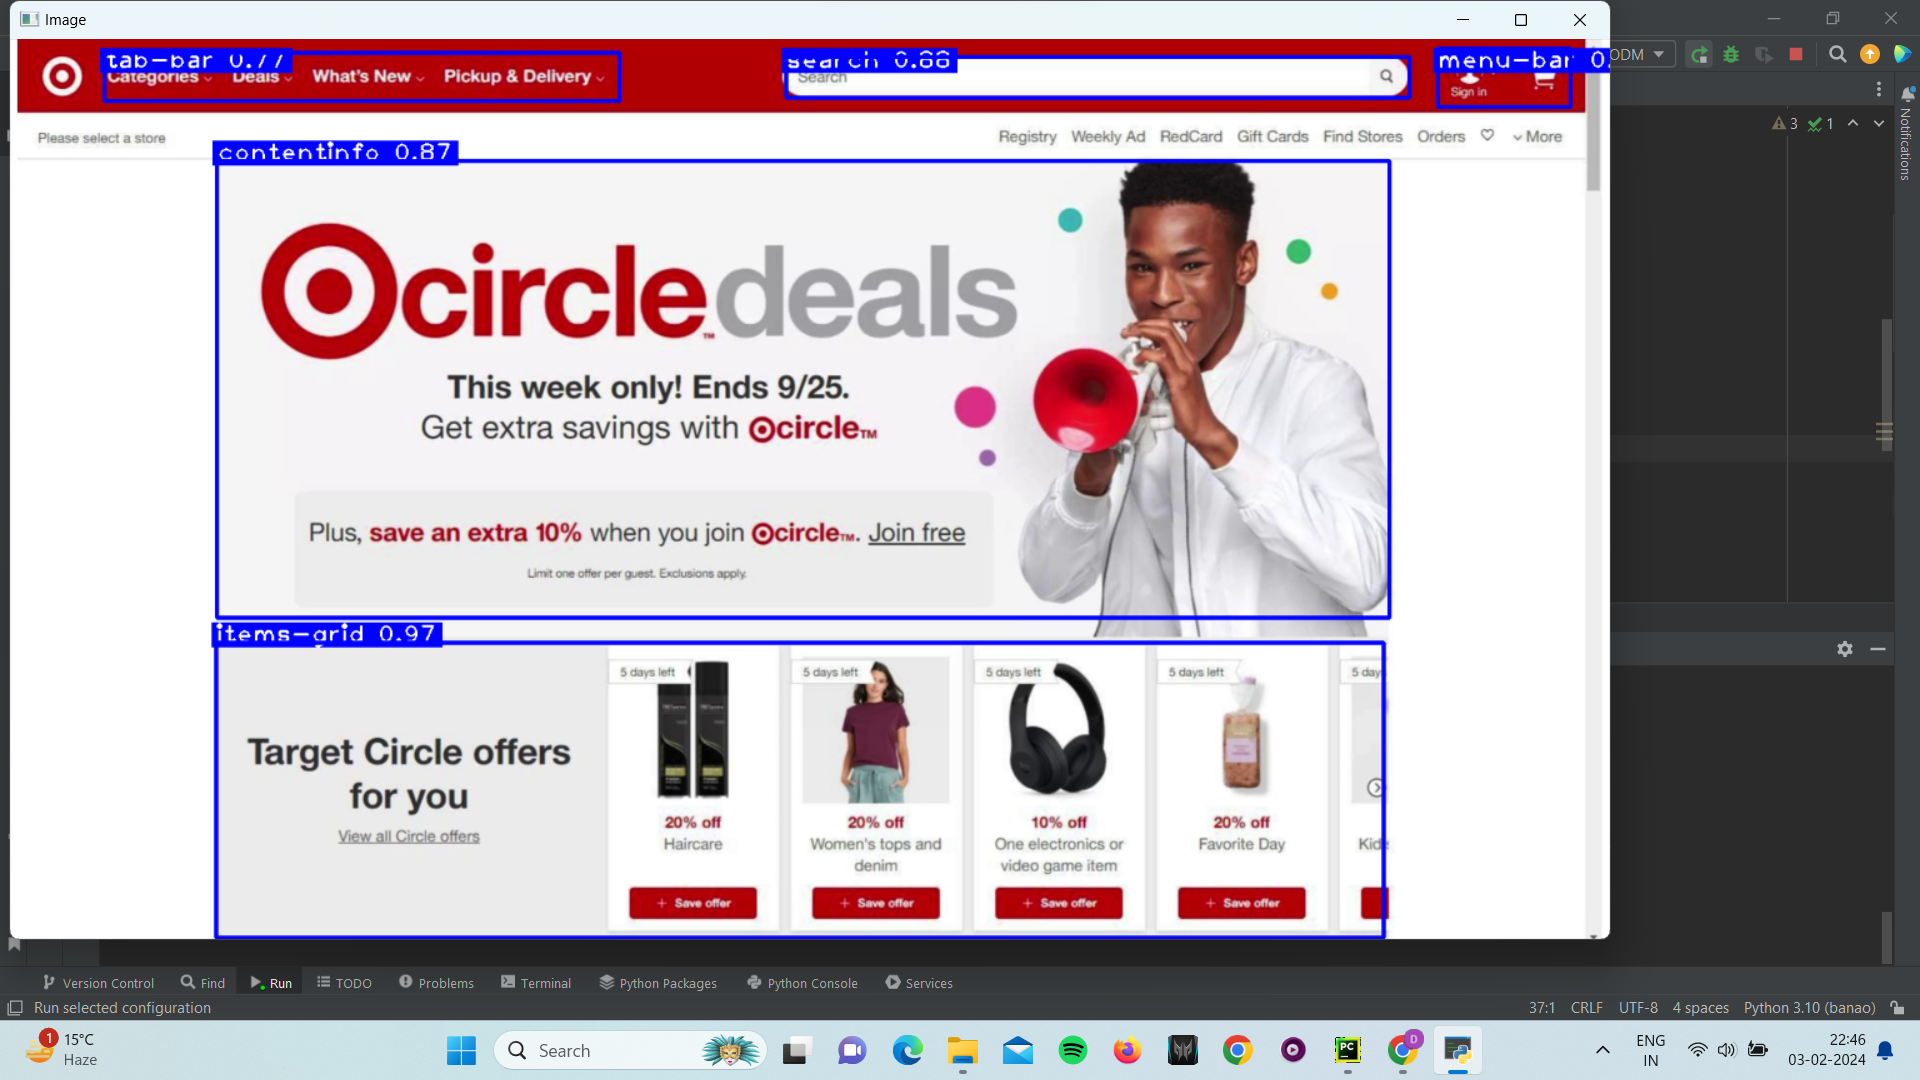 Image
ODM
tab-bar 0.77
search 0.88
menu-bar 0.
Categories Deals What's New Pickup & Delivery
Search
Sign in
Please select a store
Registry Weekly Ad RedCard Gift Cards Find Stores Orders More
3 1
Notifications
contentinfo 0.87
circle™deals
This week only! Ends 9/25.
Get extra savings with circle™
Plus, save an extra 10% when you join circle™. Join free
Limit one offer per guest. Exclusions apply.
items-grid 0.97
5 days left 5 days left 5 days left 5 days left 5 day
Target Circle offers
for you
View all Circle offers
20% off 20% off 10% off 20% off
Haircare Women's tops and One electronics or Favorite Day Kid
denim video game item
+ Save offer + Save offer + Save offer + Save offer
Version Control Find Run TODO Problems Terminal Python Packages Python Console Services
Run selected configuration 37:1 CRLF UTF-8 4 spaces Python 3.10 (banao)
1 15°C
Haze
Search
PC
D
ENG
IN
22:46
03-02-2024